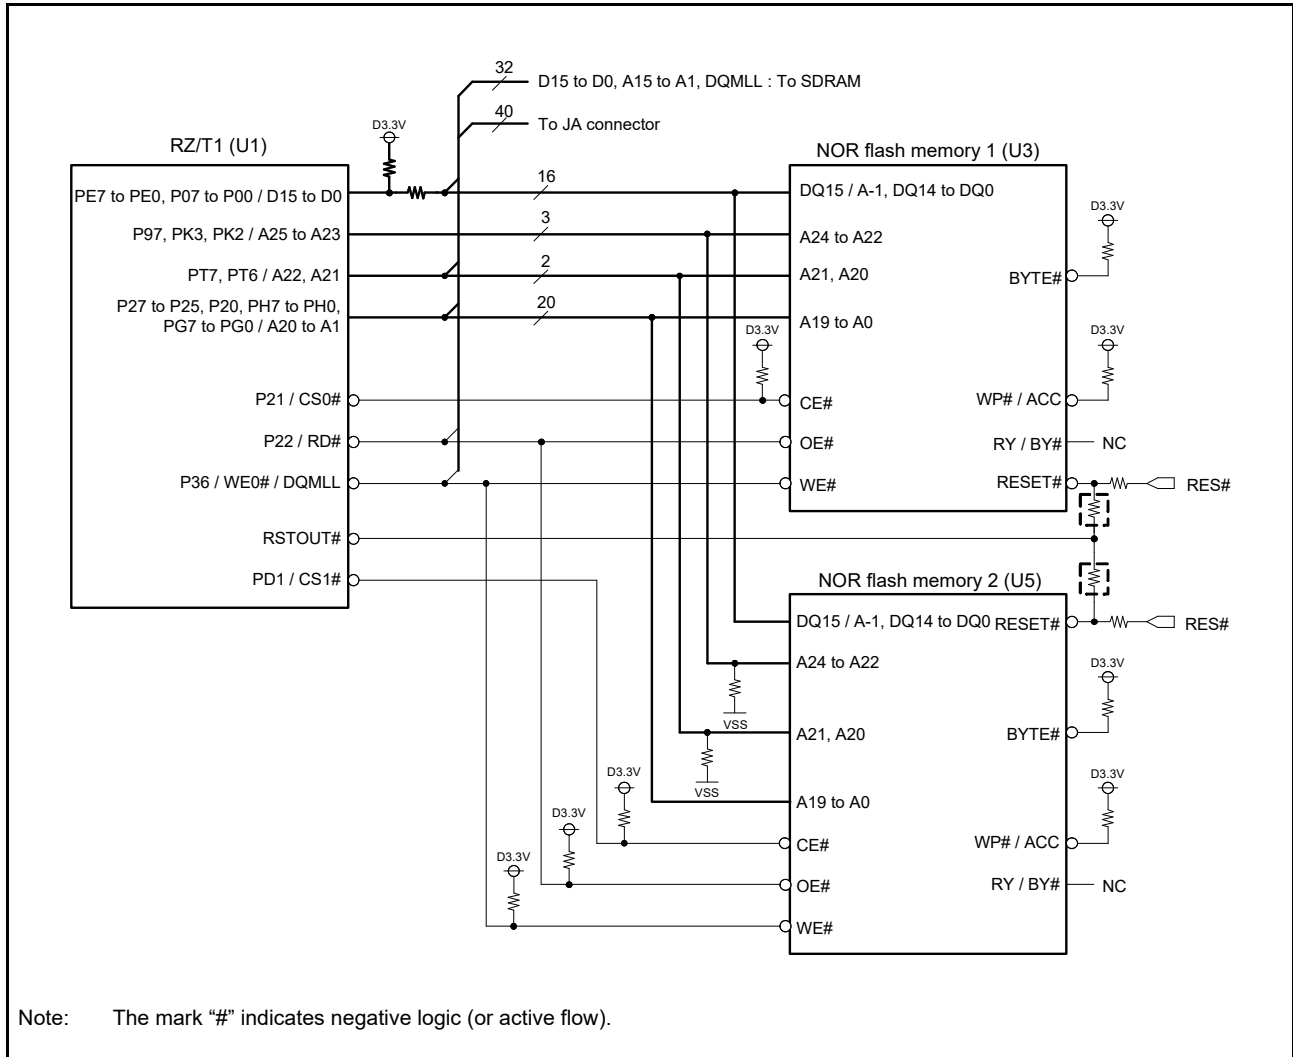 32
D15 to D0, A15 to A1, DQMLL : To SDRAM
40
To JA connector
D3.3V
RZ/T1 (U1)
NOR flash memory 1 (U3)
PE7 to PE0, P07 to P00 / D15 to D0
16
DQ15 / A-1, DQ14 to DQ0
D3.3V
P97, PK3, PK2 / A25 to A23
3
A24 to A22
PT7, PT6 / A22, A21
2
A21, A20
BYTE#
P27 to P25, P20, PH7 to PH0,
PG7 to PG0 / A20 to A1
20
A19 to A0
D3.3V
D3.3V
P21 / CS0#
CE#
WP# / ACC
P22 / RD#
OE#
RY / BY#
NC
P36 / WE0# / DQMLL
WE#
RESET#
RES#
RSTOUT#
PD1 / CS1#
NOR flash memory 2 (U5)
DQ15 / A-1, DQ14 to DQ0
RESET#
RES#
A24 to A22
D3.3V
VSS
A21, A20
BYTE#
VSS
D3.3V
D3.3V
A19 to A0
D3.3V
CE#
WP# / ACC
D3.3V
OE#
RY / BY#
NC
WE#
Note: The mark “#” indicates negative logic (or active flow).